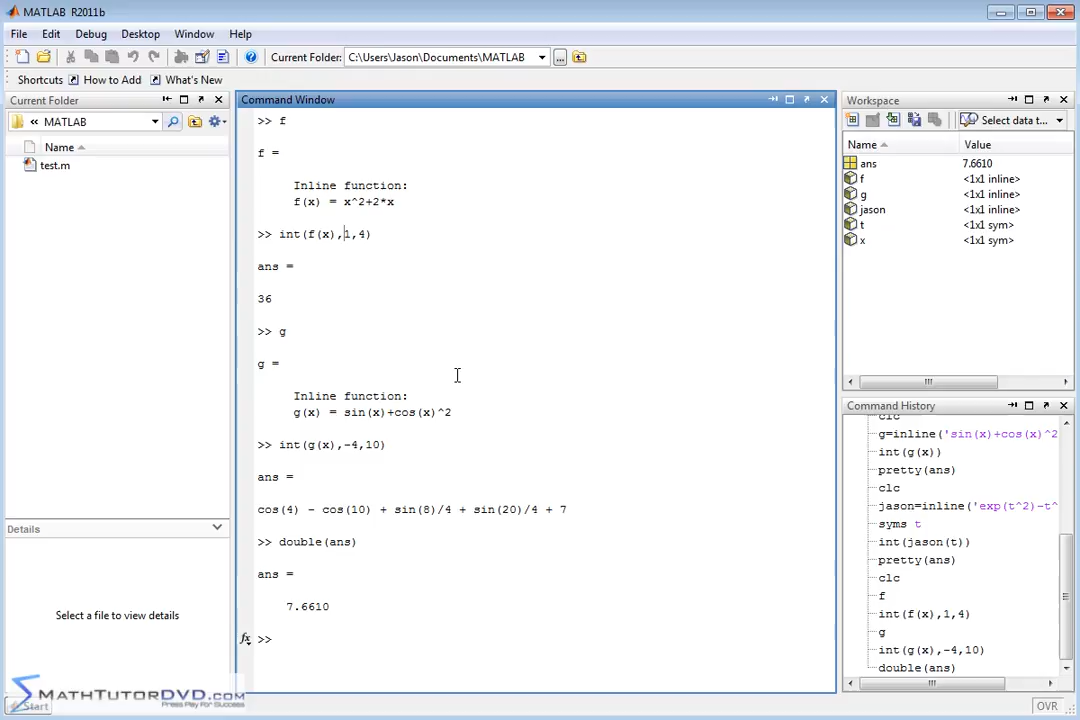 MATLAB R2011b
File Edit Debug Desktop Window Help
Current Folder: C:\Users\Jason\Documents\MATLAB
Shortcuts How to Add What's New
Current Folder
« MATLAB
Name
test.m
Details
Select a file to view details
Command Window
>> f
f =
Inline function:
f(x) = x^2+2*x
>> int(f(x),1,4)
ans =
36
>> g
g =
Inline function:
g(x) = sin(x)+cos(x)^2
>> int(g(x),-4,10)
ans =
cos(4) - cos(10) + sin(8)/4 + sin(20)/4 + 7
>> double(ans)
ans =
7.6610
fx >>
Workspace
Select data t...
Name Value
ans 7.6610
f <1x1 inline>
g <1x1 inline>
jason <1x1 inline>
t <1x1 sym>
x <1x1 sym>
Command History
clc
g=inline('sin(x)+cos(x)^2
int(g(x))
pretty(ans)
clc
jason=inline('exp(t^2)-t^
syms t
int(jason(t))
pretty(ans)
clc
f
int(f(x),1,4)
g
int(g(x),-4,10)
double(ans)
MATHTUTORDVD.COM
Press Play For Success
Start
OVR